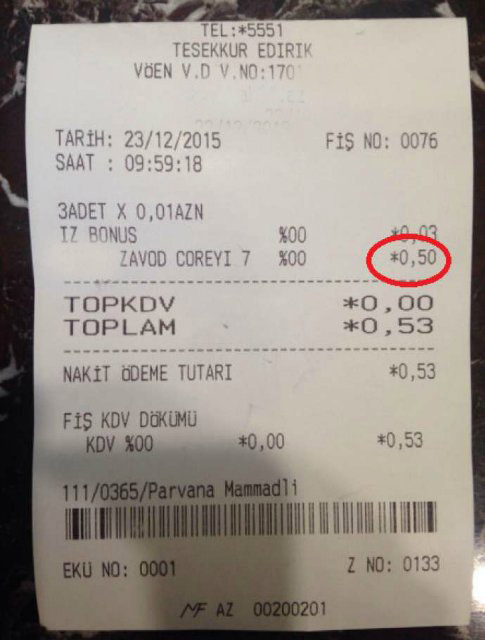 TEL:*5551
TESEKKUR EDIRIK
VÖEN V.D V.NO:1701
TARİH: 23/12/2015 FİŞ NO: 0076
SAAT : 09:59:18
3ADET X 0,01AZN
IZ BONUS %00 *0,03
ZAVOD COREYI 7 %00 *0,50
TOPKDV *0,00
TOPLAM *0,53
NAKİT ÖDEME TUTARI *0,53
FİŞ KDV DÖKÜMÜ
KDV %00 *0,00 *0,53
111/0365/Parvana Mammadli
EKÜ NO: 0001 Z NO: 0133
MF AZ 00200201